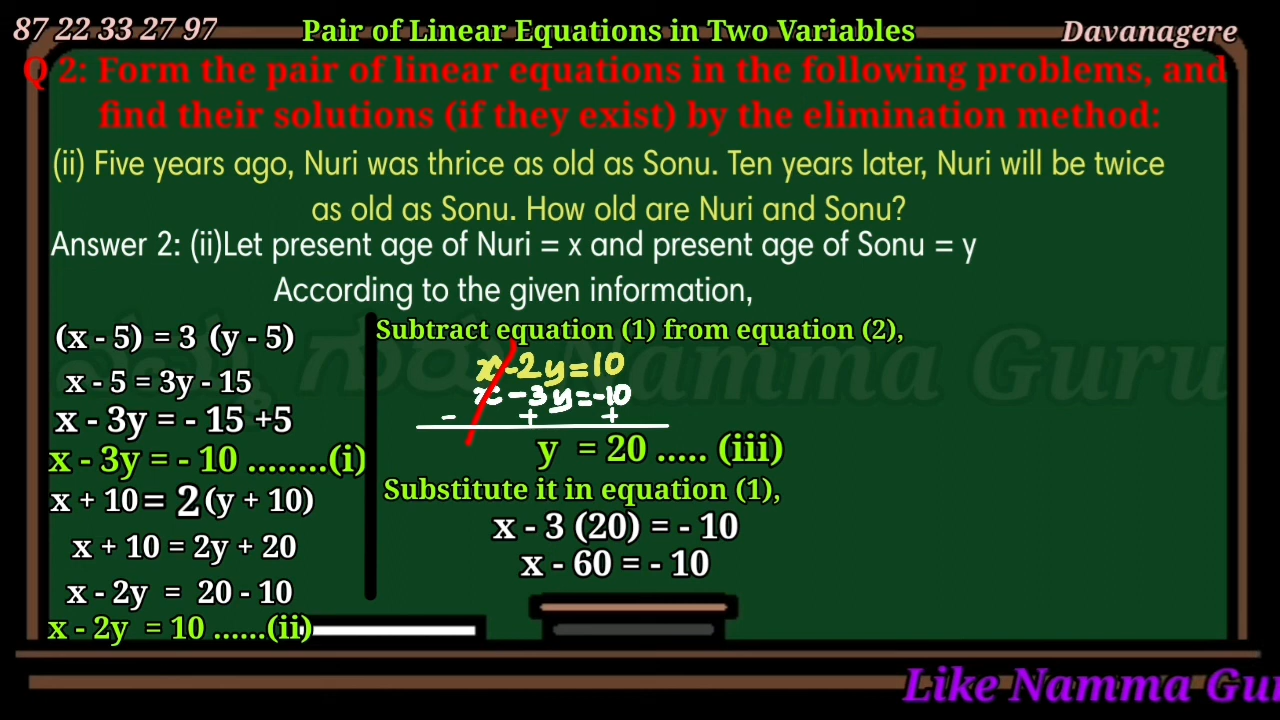 87 22 33 27 97
Pair of Linear Equations in Two Variables
Davanagere
Q 2: Form the pair of linear equations in the following problems, and
find their solutions (if they exist) by the elimination method:
(ii) Five years ago, Nuri was thrice as old as Sonu. Ten years later, Nuri will be twice
as old as Sonu. How old are Nuri and Sonu?
Answer 2: (ii)Let present age of Nuri = x and present age of Sonu = y
According to the given information,
(x - 5) = 3 (y - 5)
x - 5 = 3y - 15
x - 3y = - 15 +5
x - 3y = - 10 ........(i)
x + 10 = 2 (y + 10)
x + 10 = 2y + 20
x - 2y = 20 - 10
x - 2y = 10 ......(ii)
Subtract equation (1) from equation (2),
x - 2y = 10
x - 3y = -10
- + +
y = 20 ..... (iii)
Substitute it in equation (1),
x - 3 (20) = - 10
x - 60 = - 10
Namma Guru
Like Namma Gu